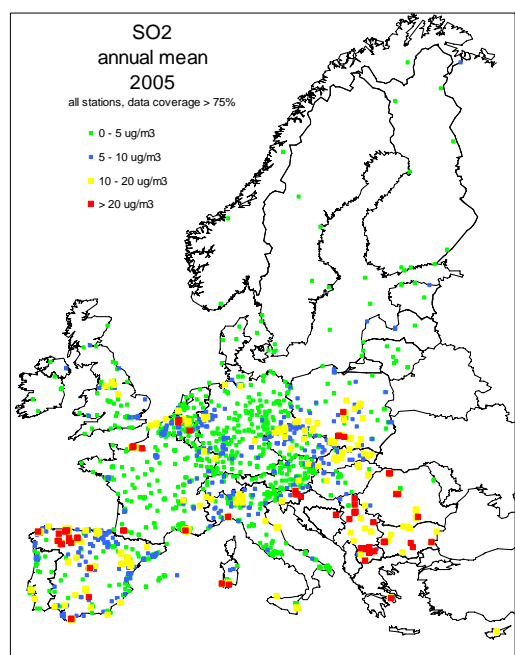 SO2
annual mean
2005
all stations, data coverage > 75%
0 - 5 ug/m3
5 - 10 ug/m3
10 - 20 ug/m3
> 20 ug/m3